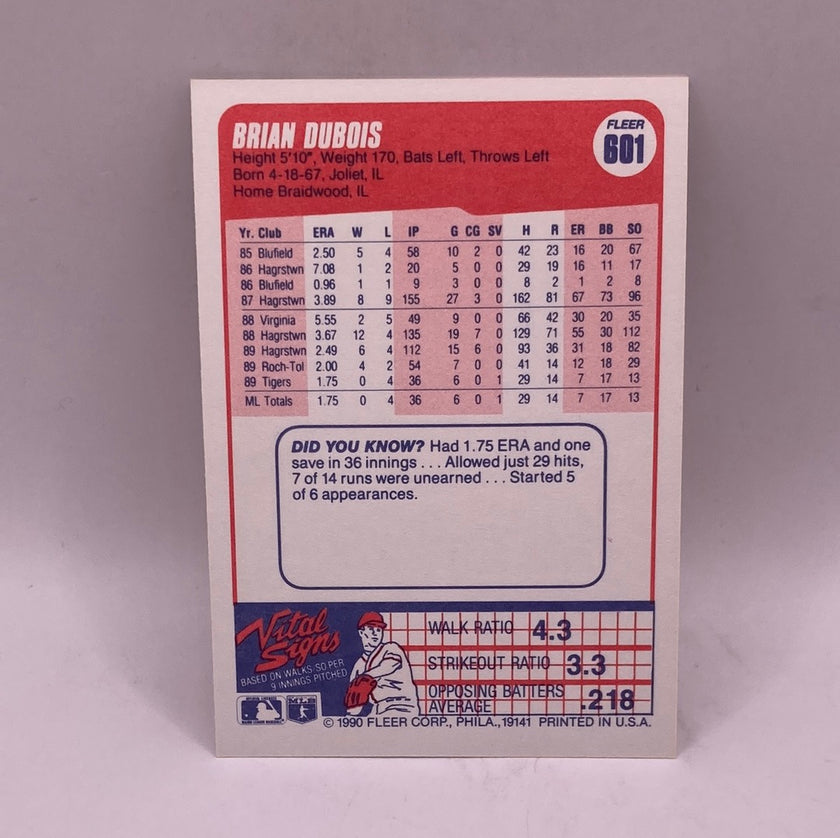 BRIAN DUBOIS
FLEER
601
Height 5'10", Weight 170, Bats Left, Throws Left
Born 4-18-67, Joliet, IL
Home Braidwood, IL
Yr. Club ERA W L IP G CG SV H R ER BB SO
85 Blufield 2.50 5 4 58 10 2 0 42 23 16 20 67
86 Hagrstwn 7.08 1 2 20 5 0 0 29 19 16 11 17
86 Blufield 0.96 1 1 9 3 0 0 8 2 1 2 8
87 Hagrstwn 3.89 8 9 155 27 3 0 162 81 67 73 96
88 Virginia 5.55 2 5 49 9 0 0 66 42 30 20 35
88 Hagrstwn 3.67 12 4 135 19 7 0 129 71 55 30 112
89 Hagrstwn 2.49 6 4 112 15 6 0 93 36 31 18 82
89 Roch-Tol 2.00 4 2 54 7 0 0 41 14 12 18 29
89 Tigers 1.75 0 4 36 6 0 1 29 14 7 17 13
ML Totals 1.75 0 4 36 6 0 1 29 14 7 17 13
DID YOU KNOW? Had 1.75 ERA and one
save in 36 innings . . . Allowed just 29 hits,
7 of 14 runs were unearned . . . Started 5
of 6 appearances.
Vital
Signs
BASED ON WALKS-SO PER
9 INNINGS PITCHED
WALK RATIO 4.3
STRIKEOUT RATIO 3.3
OPPOSING BATTERS
AVERAGE .218
© 1990 FLEER CORP., PHILA., 19141 PRINTED IN U.S.A.